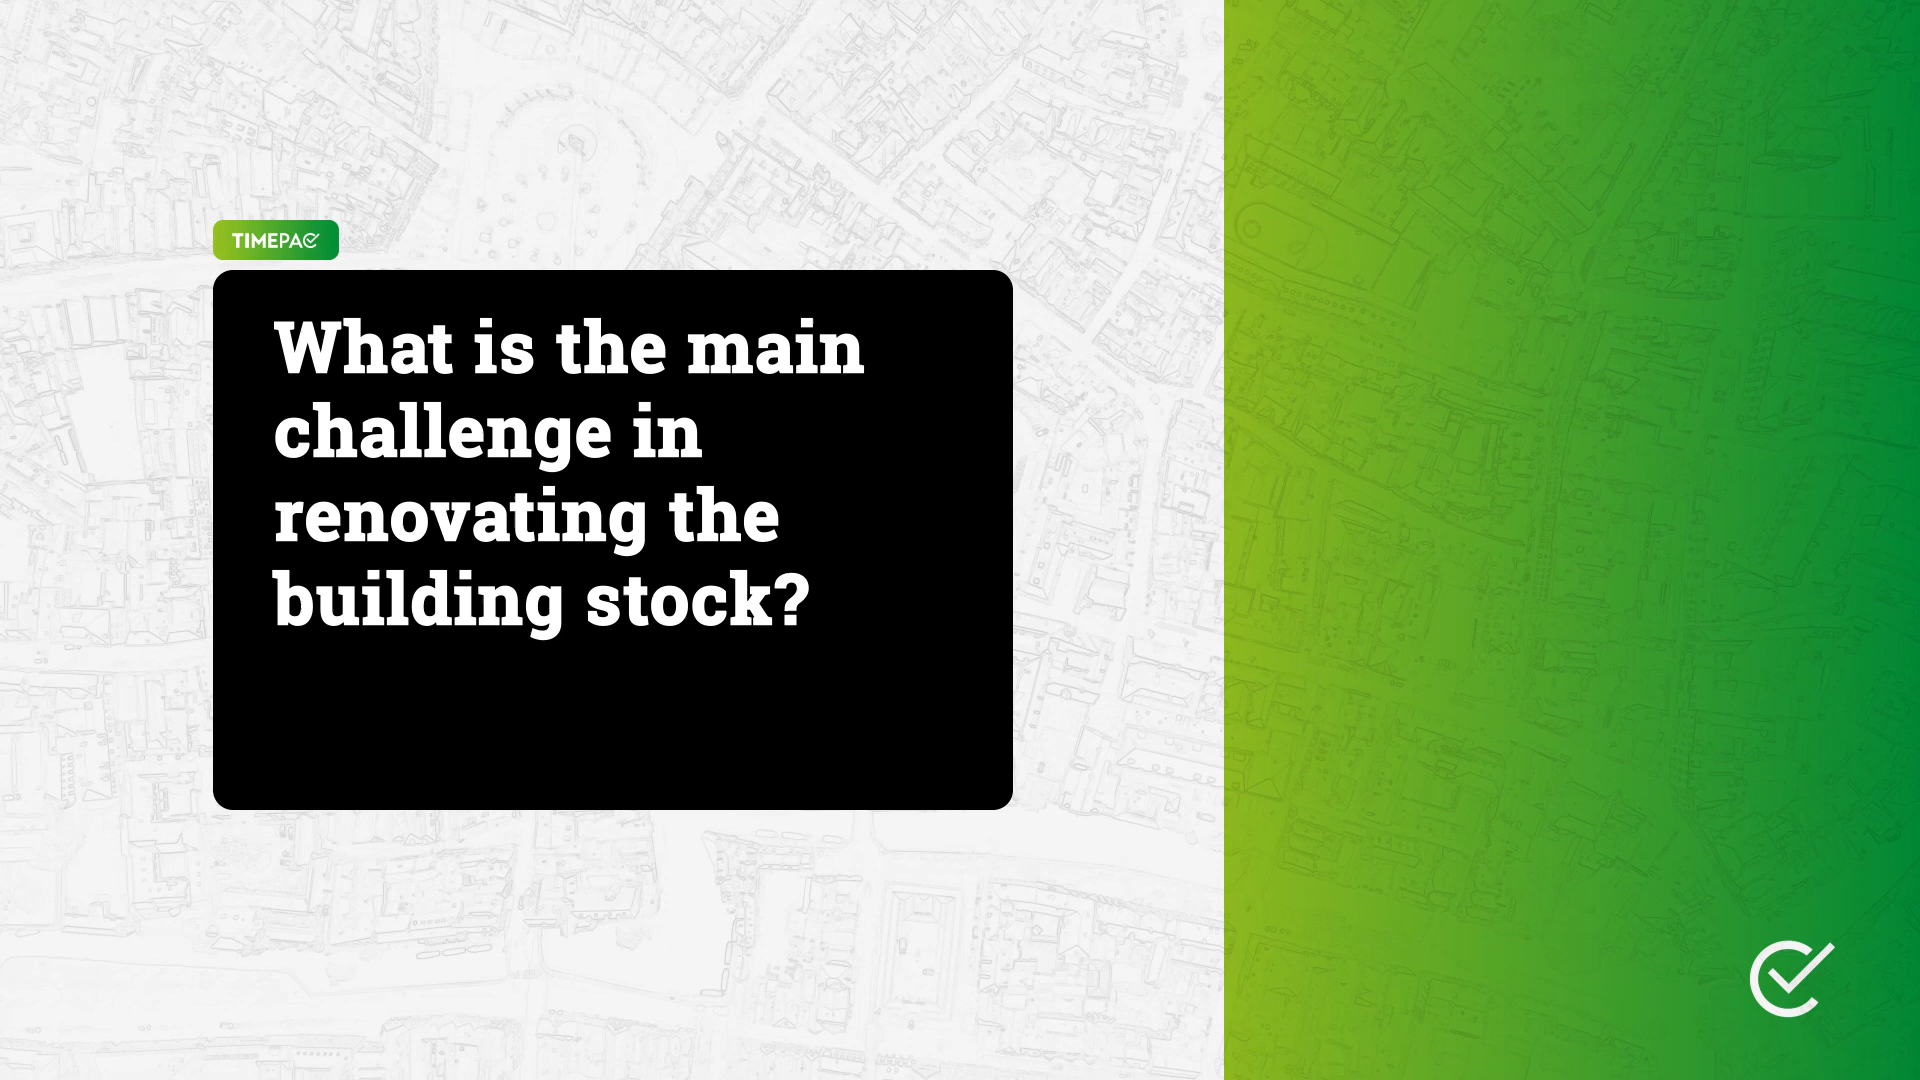 TIMEPAC
What is the main
challenge in
renovating the
building stock?